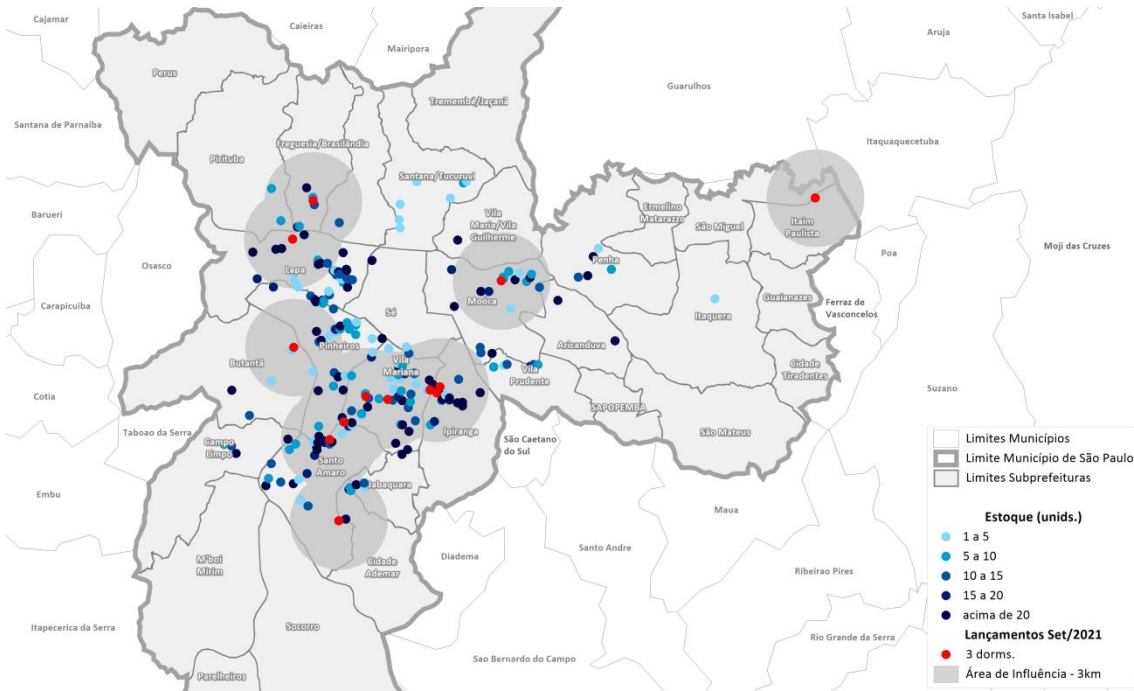 Cajamar
Caieiras
Mairipora
Santa Isabel
Aruja
Perus
Guarulhos
Tremembé/Jaçanã
Santana de Parnaíba
Itaquaquecetuba
Freguesia/Brasilândia
Pirituba
Santana/Tucuruvi
Ermelino
Matarazzo
Vila
Maria/Vila
Guilherme
São Miguel
Itaim
Paulista
Barueri
Moji das Cruzes
Poa
Penha
Osasco
Lapa
Guaianazes
Carapicuiba
Moóca
Ferraz de
Vasconcelos
Sé
Itaquera
Pinheiros
Aricanduva
Butantã
Vila
Mariana
Vila
Prudente
Cidade
Tiradentes
Suzano
Cotia
SAPOPEMBA
Taboao da Serra
Ipiranga
São Mateus
Campo
Limpo
São Caetano
do Sul
Santo
Amaro
Jabaquara
Embu
Maua
M'boi
Mirim
Cidade
Ademar
Diadema
Santo Andre
Ribeirao Pires
Itapecerica da Serra
Socorro
Rio Grande da Serra
Sao Bernardo do Campo
Parelheiros
Limites Municípios
Limite Município de São Paulo
Limites Subprefeituras
Estoque (unids.)
1 a 5
5 a 10
10 a 15
15 a 20
acima de 20
Lançamentos Set/2021
3 dorms.
Área de Influência - 3km